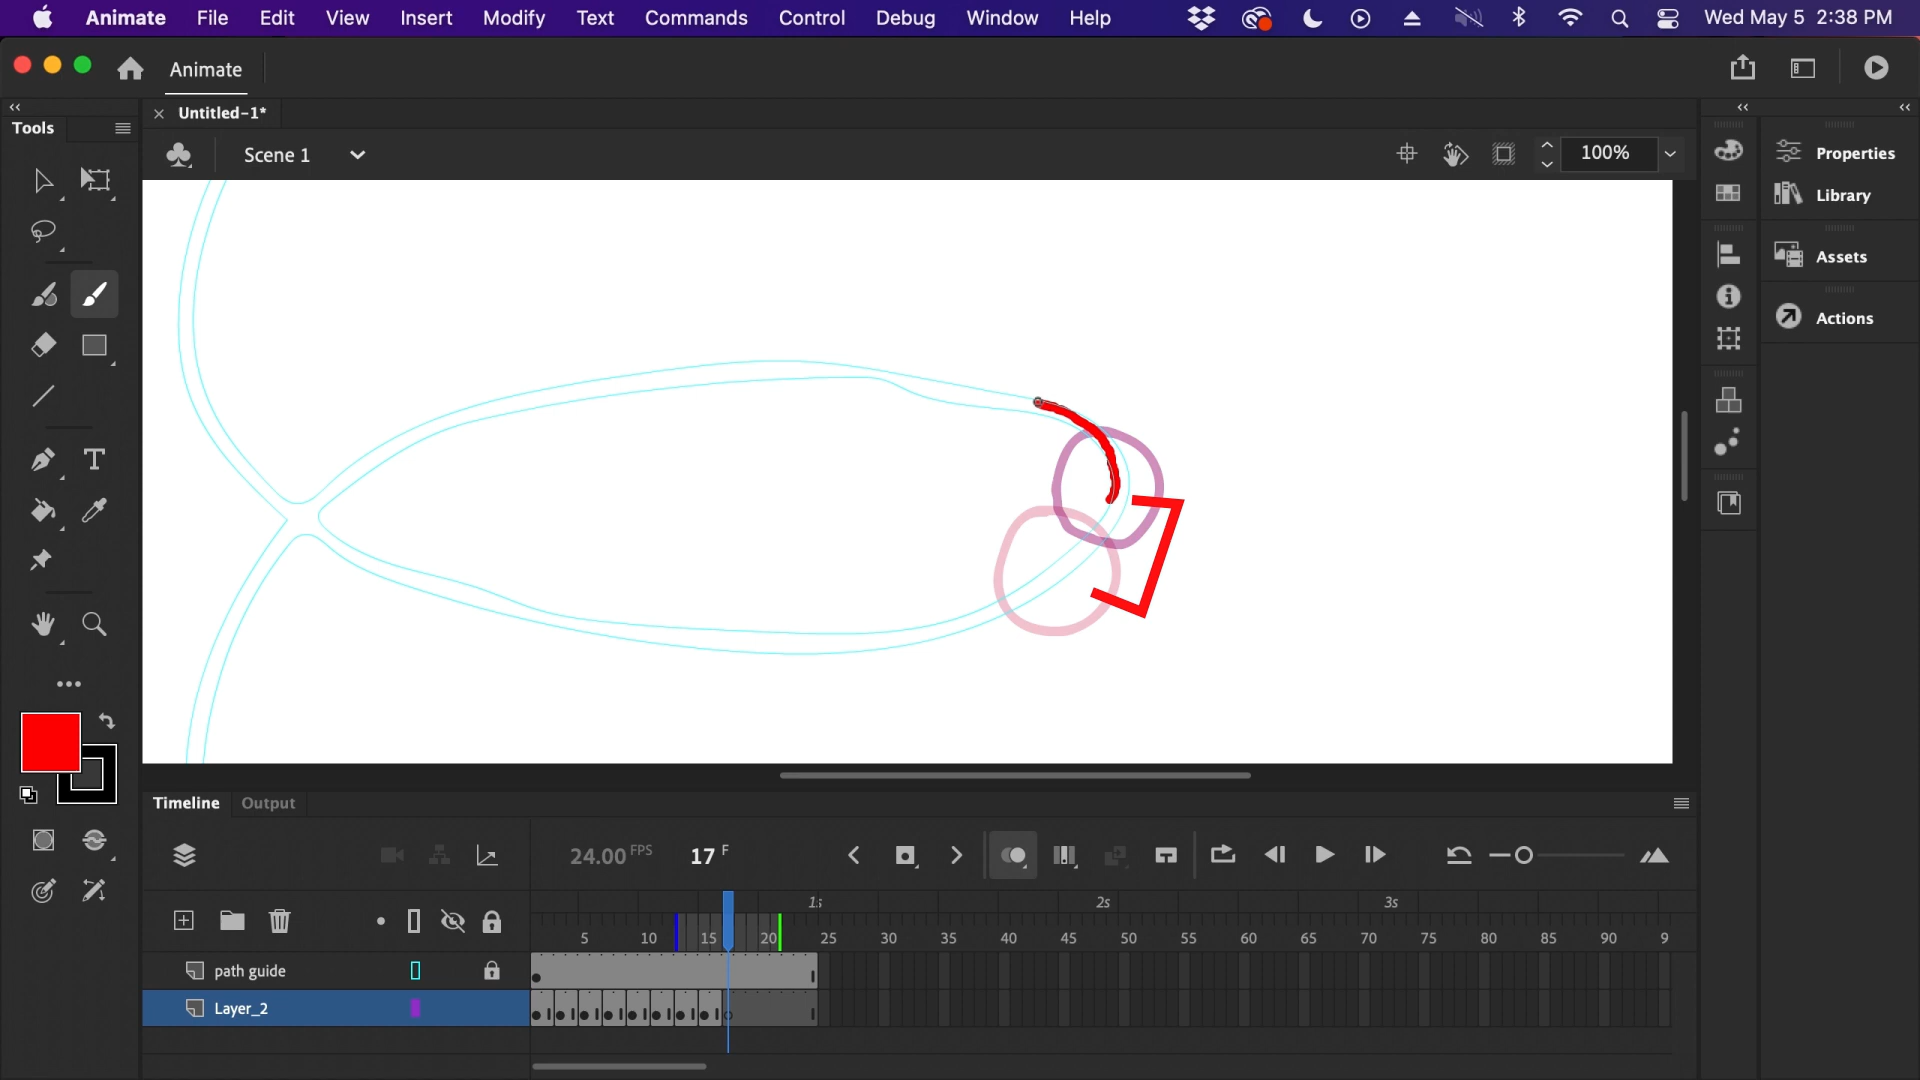 Animate File Edit View Insert Modify Text Commands Control Debug Window Help Wed May 5 2:38 PM
Animate
Tools
Untitled-1*
Scene 1
100%
Properties
Library
Assets
Actions
Timeline Output
24.00 FPS 17 F
1s 2s 3s
5 10 15 20 25 30 35 40 45 50 55 60 65 70 75 80 85 90 9
path guide
Layer_2